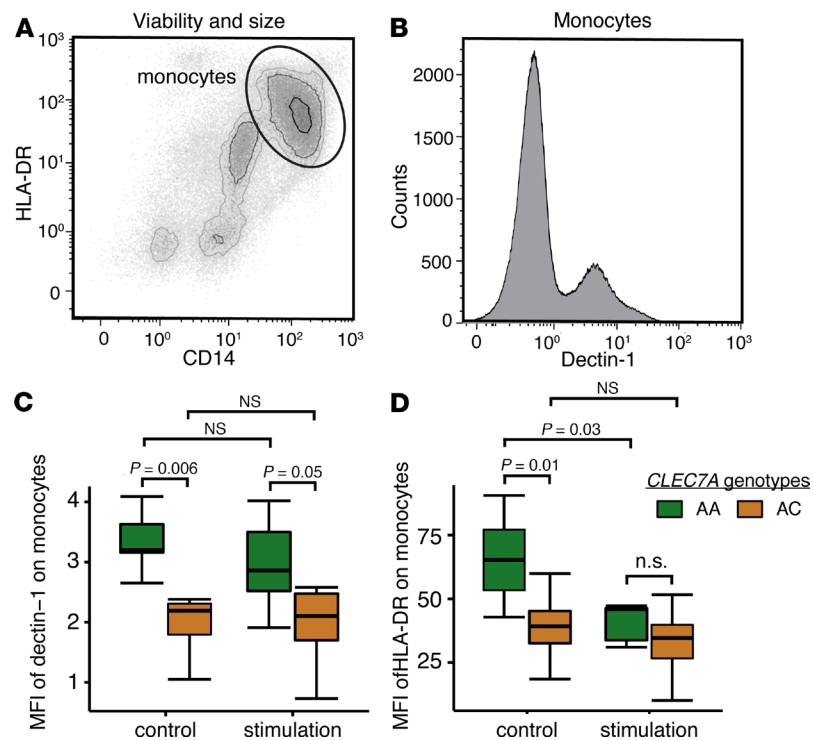 A
Viability and size
10³
10²
10¹
10⁰
0
HLA-DR
monocytes
0
10⁰
10¹
10²
10³
CD14
B
Monocytes
2000
1500
1000
500
0
Counts
0
10⁰
10¹
10²
10³
Dectin-1
C
NS
NS
P = 0.006
P = 0.05
4
3
2
1
MFI of dectin–1 on monocytes
control
stimulation
D
NS
P = 0.03
P = 0.01
n.s.
CLEC7A genotypes
AA
AC
75
50
25
MFI ofHLA-DR on monocytes
control
stimulation